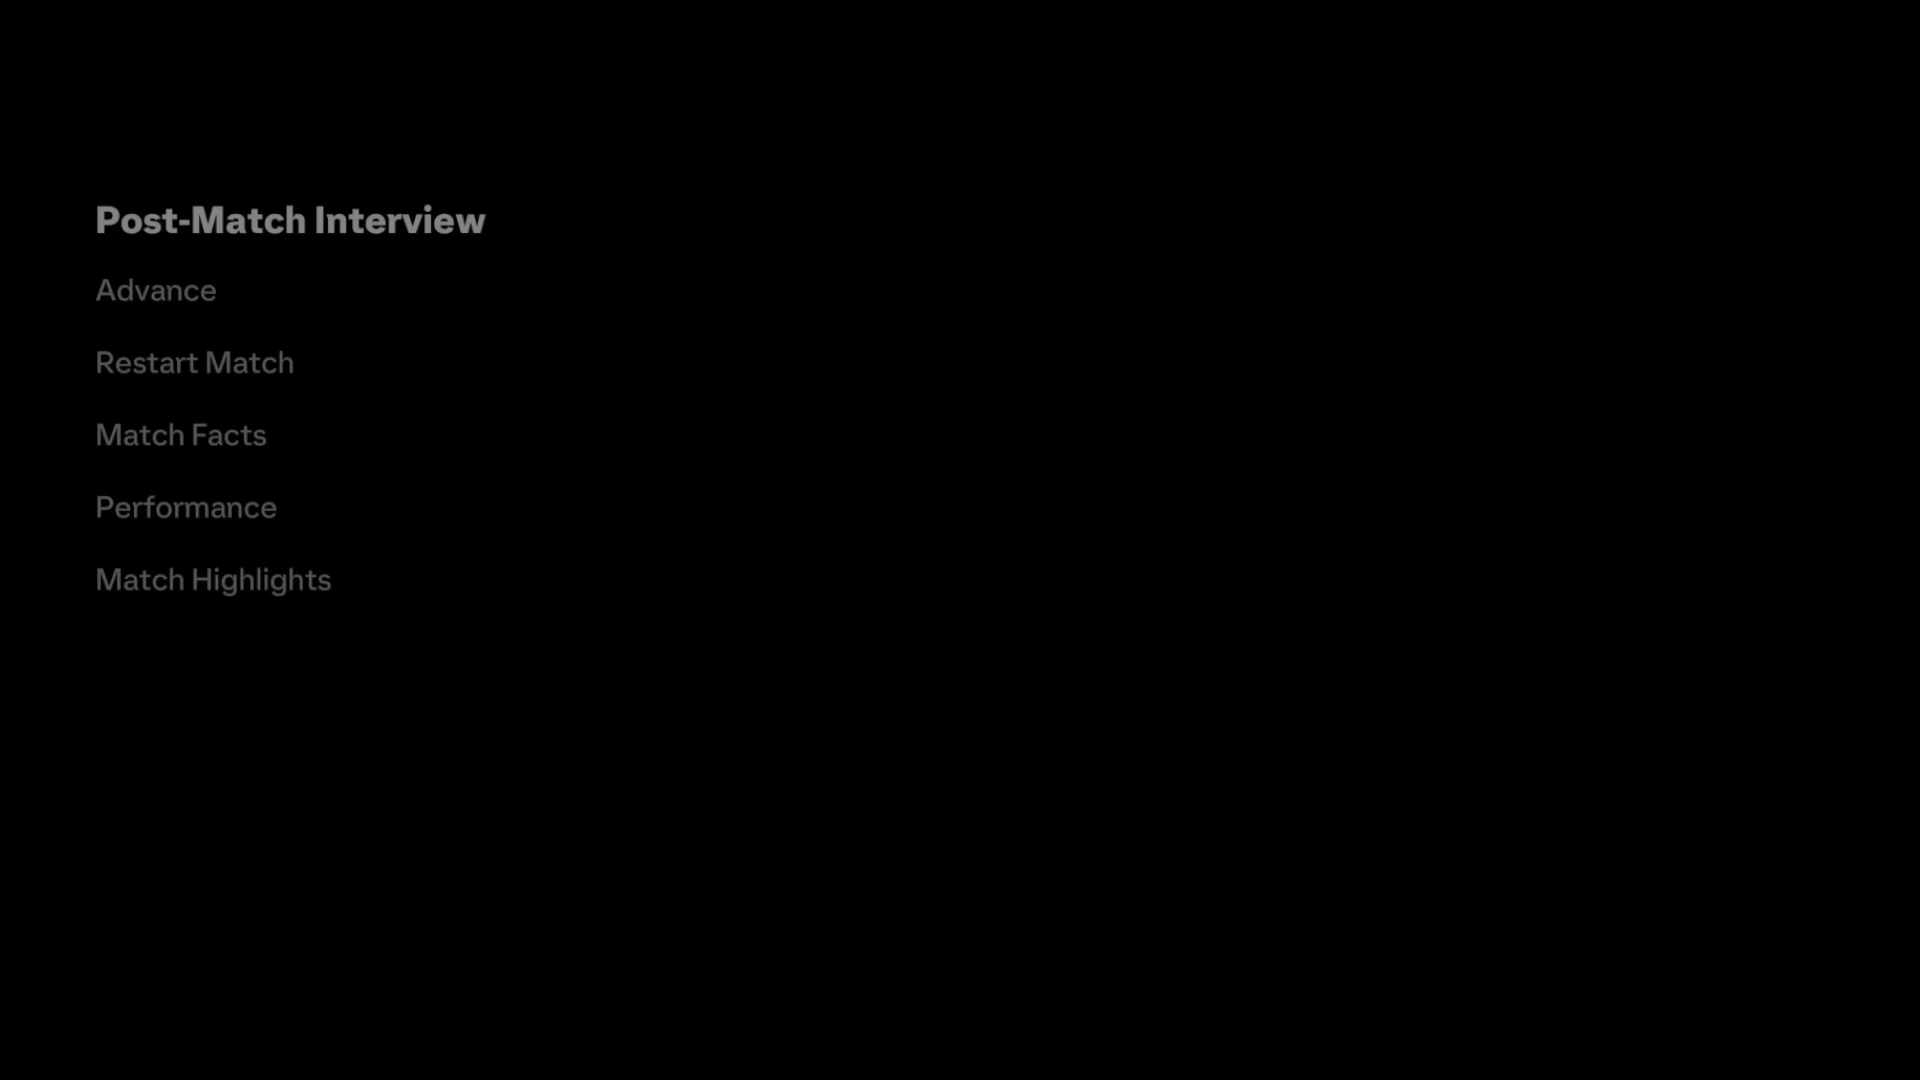 Post-Match Interview
Advance
Restart Match
Match Facts
Performance
Match Highlights